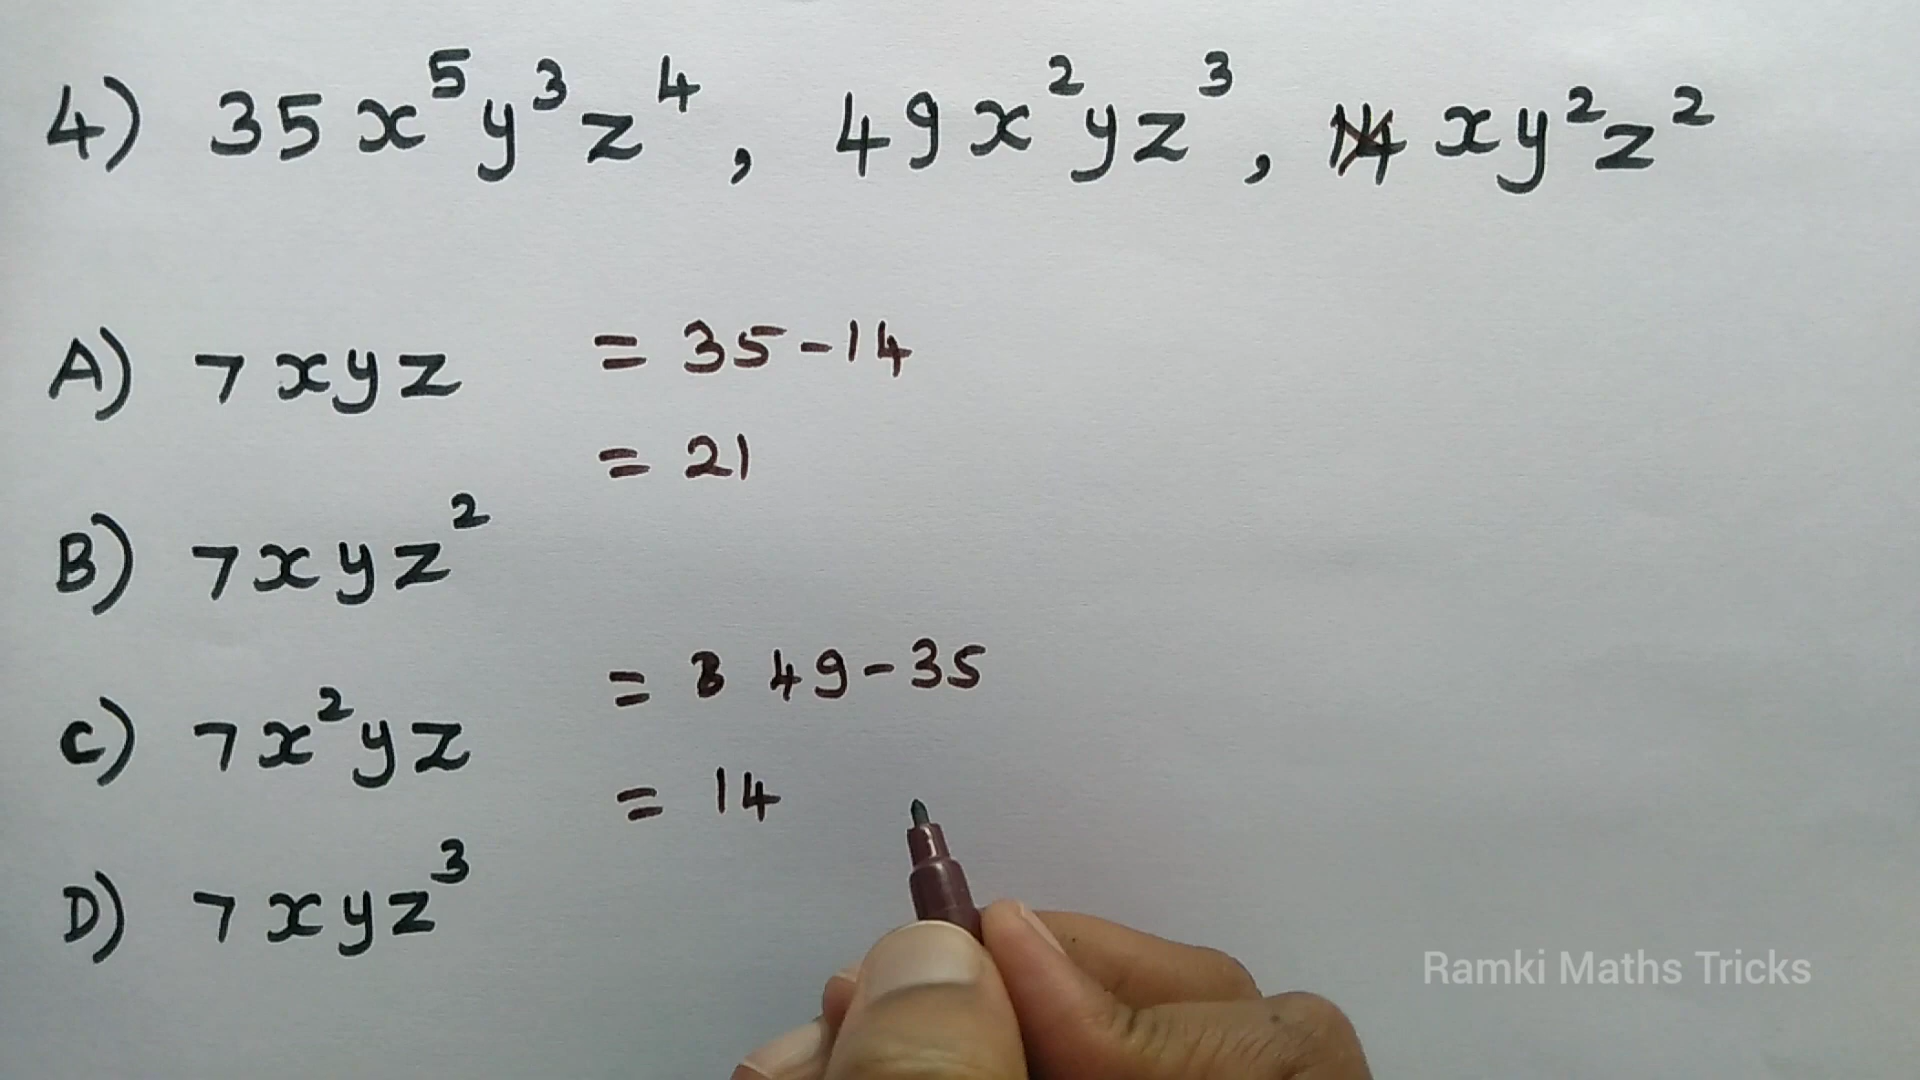 4) 35x⁵y³z⁴, 49x²yz³, 14xy²z²
A) 7xyz
= 35-14
= 21
B) 7xyz²
C) 7x²yz
= 3 49-35
= 14
D) 7xyz³
Ramki Maths Tricks